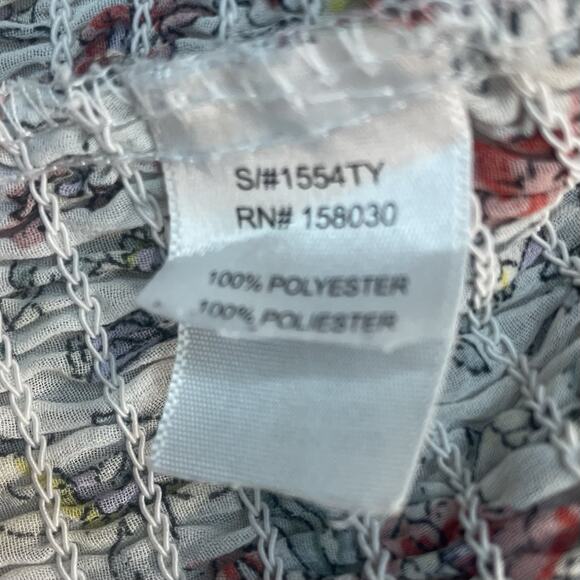 S/#1554TY
RN# 158030
100% POLYESTER
100% POLIESTER